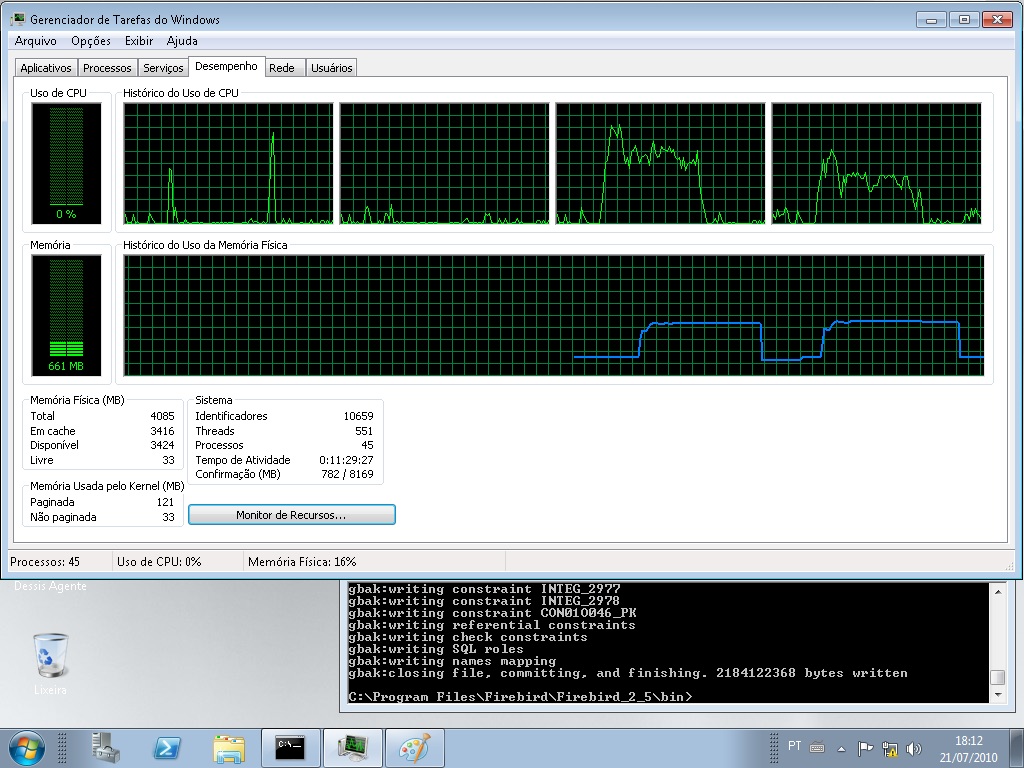 Gerenciador de Tarefas do Windows
Arquivo Opções Exibir Ajuda
Aplicativos Processos Serviços Desempenho Rede Usuários
Uso de CPU Histórico do Uso de CPU
0 %
Memória Histórico do Uso da Memória Física
661 MB
Memória Física (MB) Sistema
Total 4085 Identificadores 10659
Em cache 3416 Threads 551
Disponível 3424 Processos 45
Livre 33 Tempo de Atividade 0:11:29:27
Confirmação (MB) 782 / 8169
Memória Usada pelo Kernel (MB)
Paginada 121
Não paginada 33
Monitor de Recursos...
Processos: 45 Uso de CPU: 0% Memória Física: 16%
Dessis Agente
Lixeira
gbak:writing constraint INTEG_2977
gbak:writing constraint INTEG_2978
gbak:writing constraint CON01O046_PK
gbak:writing referential constraints
gbak:writing check constraints
gbak:writing SQL roles
gbak:writing names mapping
gbak:closing file, committing, and finishing. 2184122368 bytes written
C:\Program Files\Firebird\Firebird_2_5\bin>
C:\
PT
18:12
21/07/2010